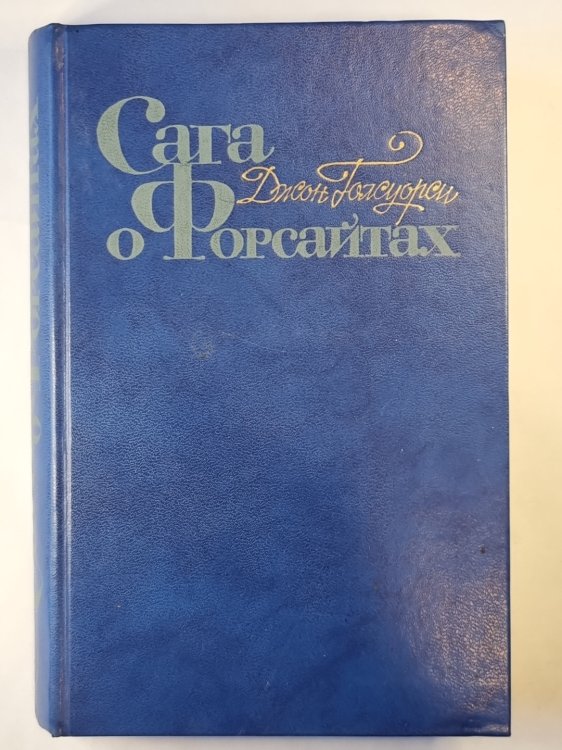 Сага
Джон Голсуорси
о Форсайтах